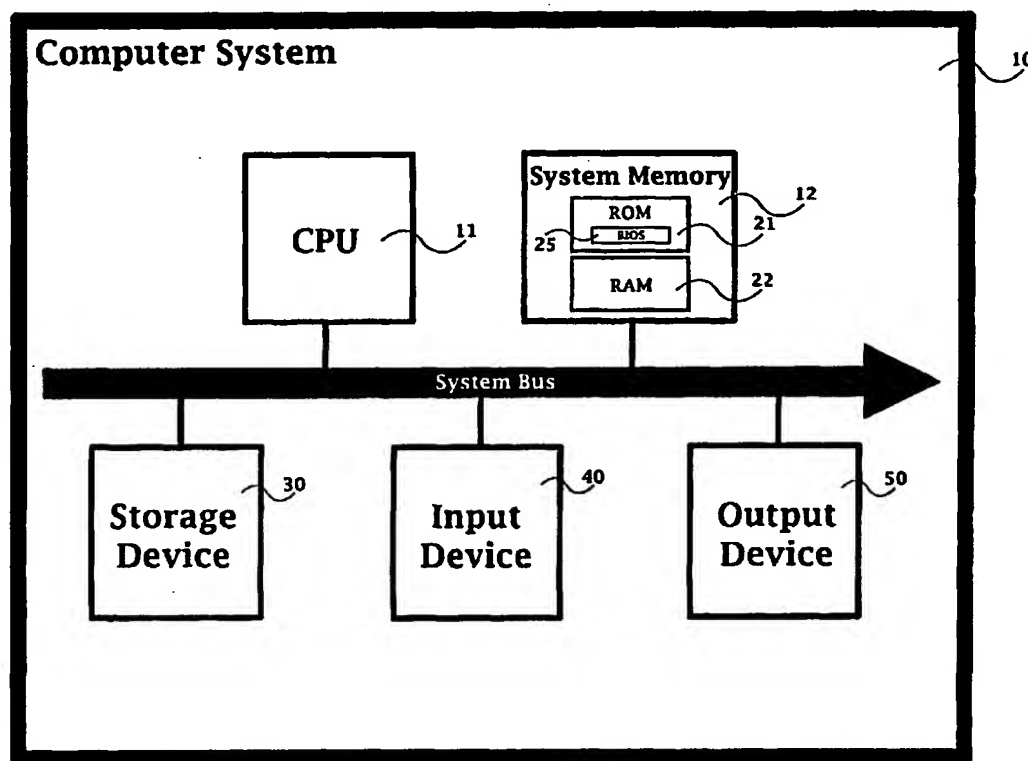 Computer System
10
System Memory
12
ROM
CPU
11
21
25
BIOS
RAM
22
System Bus
30
40
50
Storage
Device
Input
Device
Output
Device